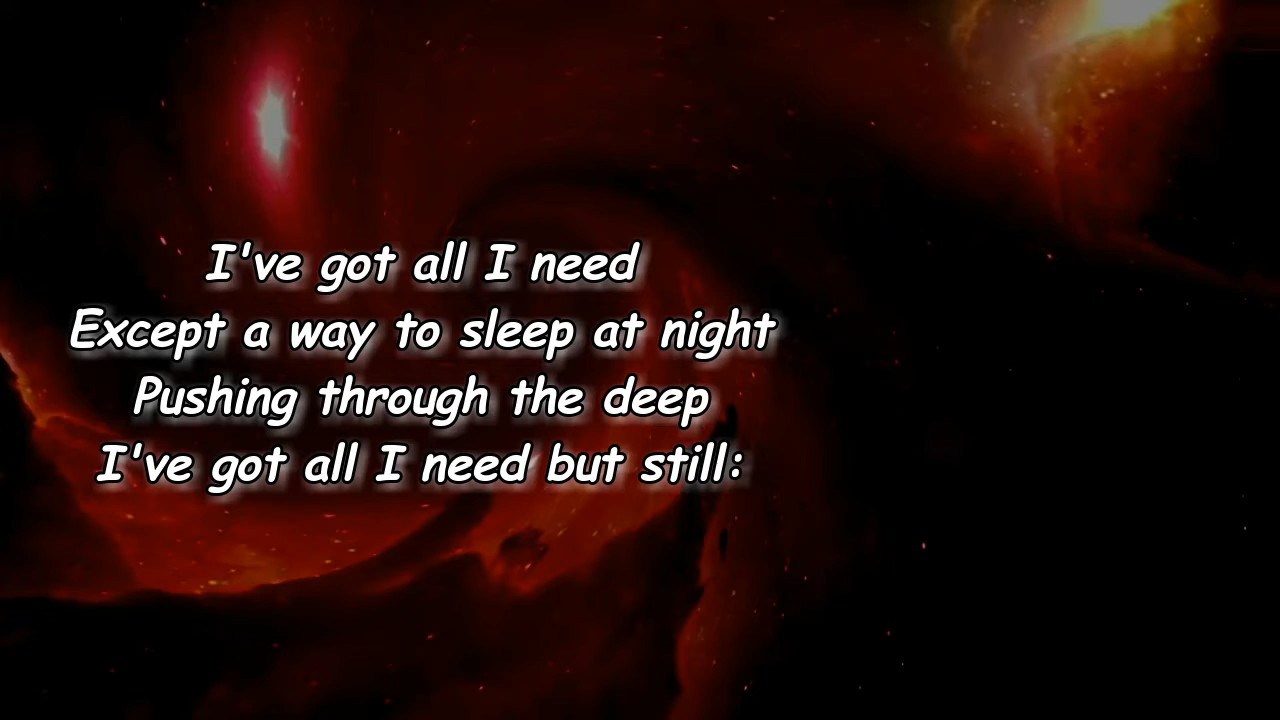 I've got all I need
Except a way to sleep at night
Pushing through the deep
I've got all I need but still: